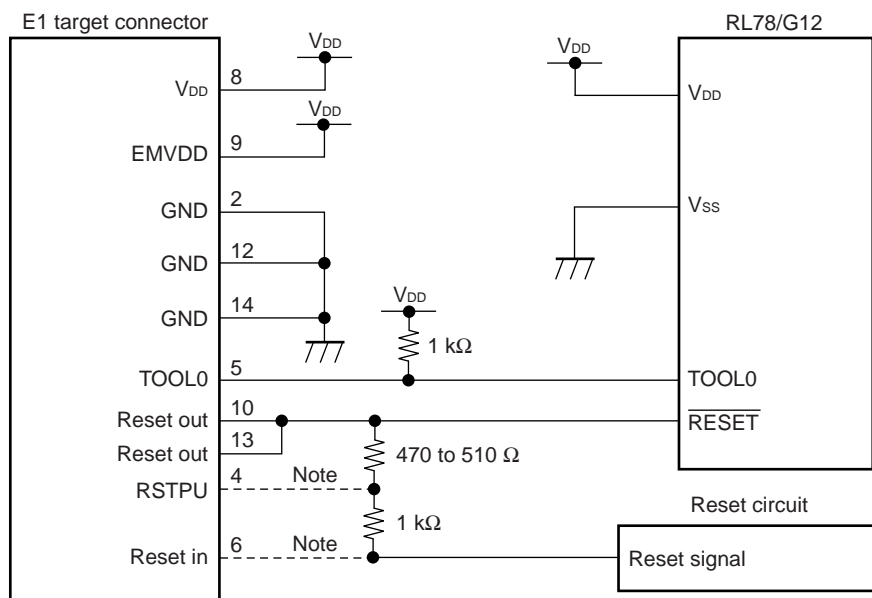 E1 target connector
RL78/G12
VDD
VDD
8
VDD
VDD
VDD
9
EMVDD
2
GND
VSS
12
GND
14
GND
VDD
1 kΩ
5
TOOL0
TOOL0
10
Reset out
RESET
13
Reset out
470 to 510 Ω
4
RSTPU
Note
1 kΩ
Reset circuit
6
Reset in
Note
Reset signal